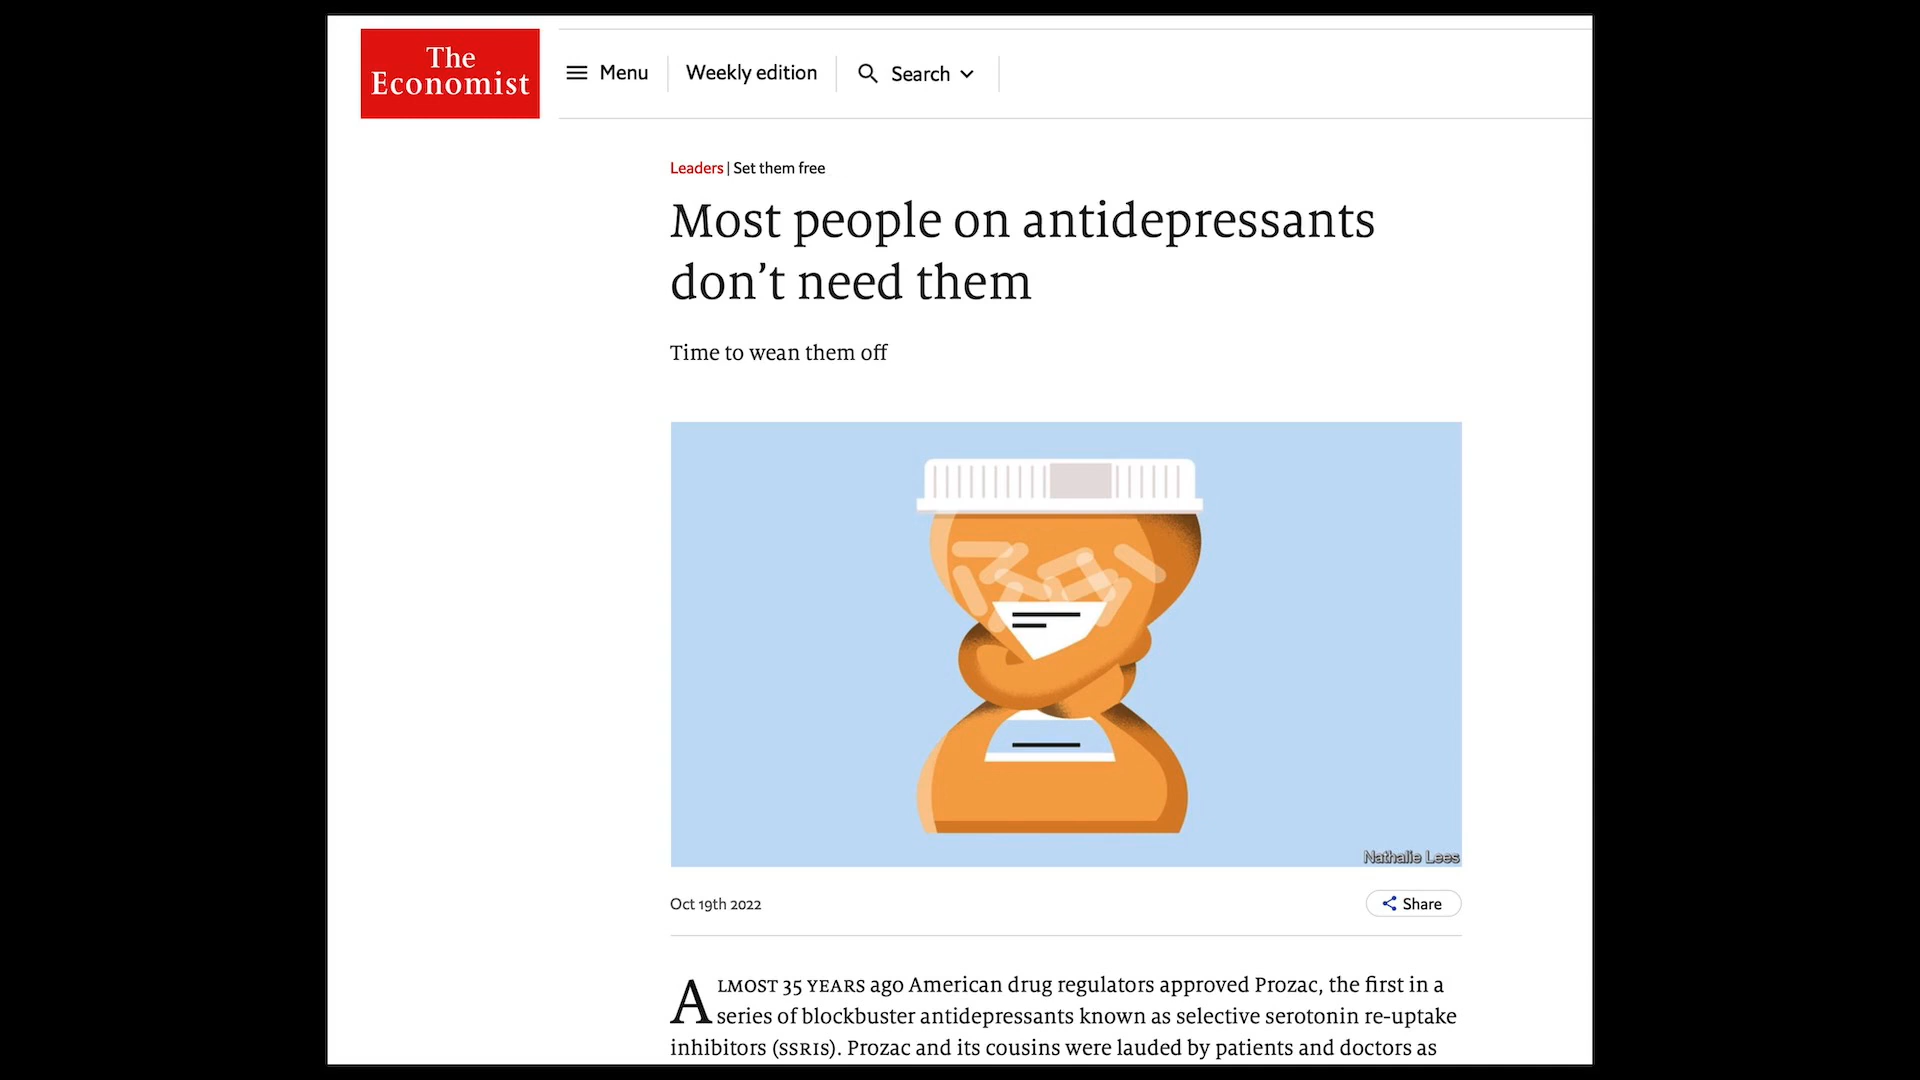 The
Economist
Menu
Weekly edition
Search
Leaders | Set them free
Most people on antidepressants
don't need them
Time to wean them off
Nathalie Lees
Oct 19th 2022
Share
ALMOST 35 YEARS ago American drug regulators approved Prozac, the first in a
series of blockbuster antidepressants known as selective serotonin re-uptake
inhibitors (SSRIS). Prozac and its cousins were lauded by patients and doctors as